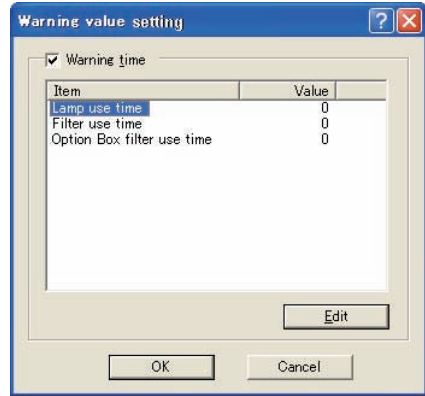 Warning value setting
Warning time
Item Value
Lamp use time 0
Filter use time 0
Option Box filter use time 0
Edit
OK Cancel